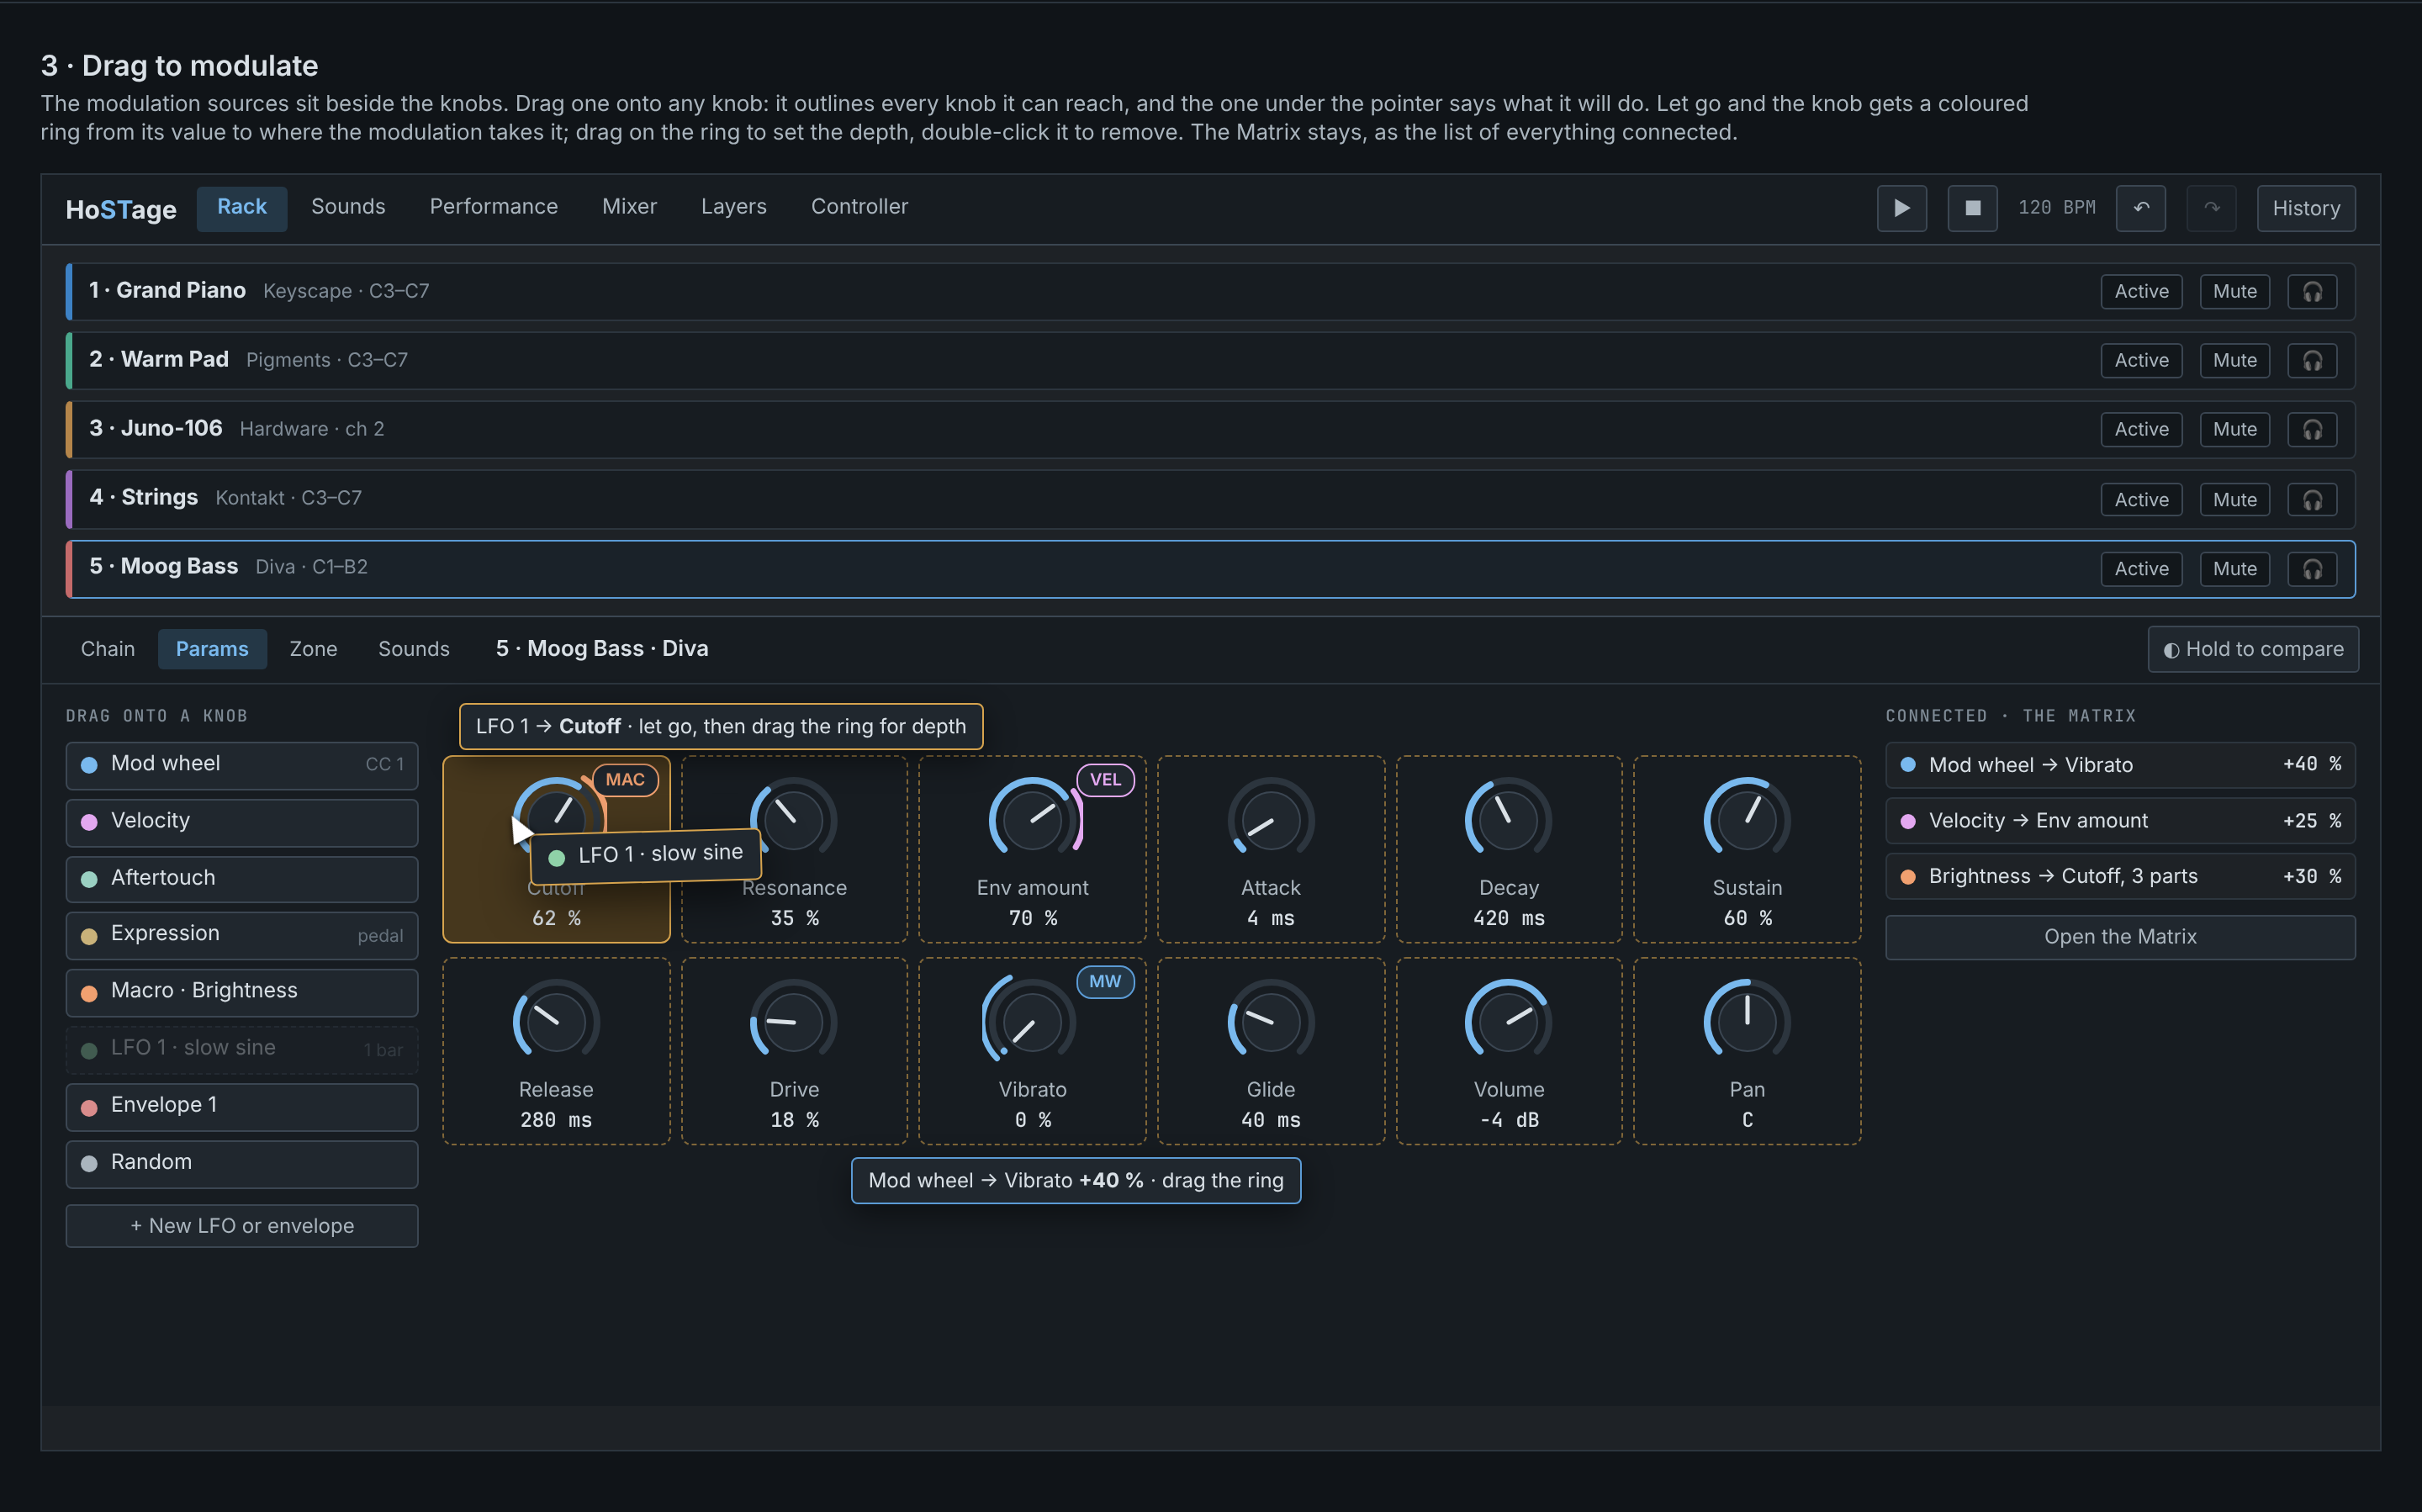 3 · Drag to modulate
The modulation sources sit beside the knobs. Drag one onto any knob: it outlines every knob it can reach, and the one under the pointer says what it will do. Let go and the knob gets a coloured
ring from its value to where the modulation takes it; drag on the ring to set the depth, double-click it to remove. The Matrix stays, as the list of everything connected.
HoSTage Rack Sounds Performance Mixer Layers Controller 120 BPM History
1 · Grand Piano Keyscape · C3–C7 Active Mute
2 · Warm Pad Pigments · C3–C7 Active Mute
3 · Juno-106 Hardware · ch 2 Active Mute
4 · Strings Kontakt · C3–C7 Active Mute
5 · Moog Bass Diva · C1–B2 Active Mute
Chain Params Zone Sounds 5 · Moog Bass · Diva Hold to compare
DRAG ONTO A KNOB
Mod wheel CC 1
Velocity
Aftertouch
Expression pedal
Macro · Brightness
LFO 1 · slow sine 1 bar
Envelope 1
Random
+ New LFO or envelope
LFO 1 → Cutoff · let go, then drag the ring for depth
MAC
VEL
LFO 1 · slow sine
Cutoff Resonance Env amount Attack Decay Sustain
62 % 35 % 70 % 4 ms 420 ms 60 %
MW
Release Drive Vibrato Glide Volume Pan
280 ms 18 % 0 % 40 ms -4 dB C
Mod wheel → Vibrato +40 % · drag the ring
CONNECTED · THE MATRIX
Mod wheel → Vibrato +40 %
Velocity → Env amount +25 %
Brightness → Cutoff, 3 parts +30 %
Open the Matrix